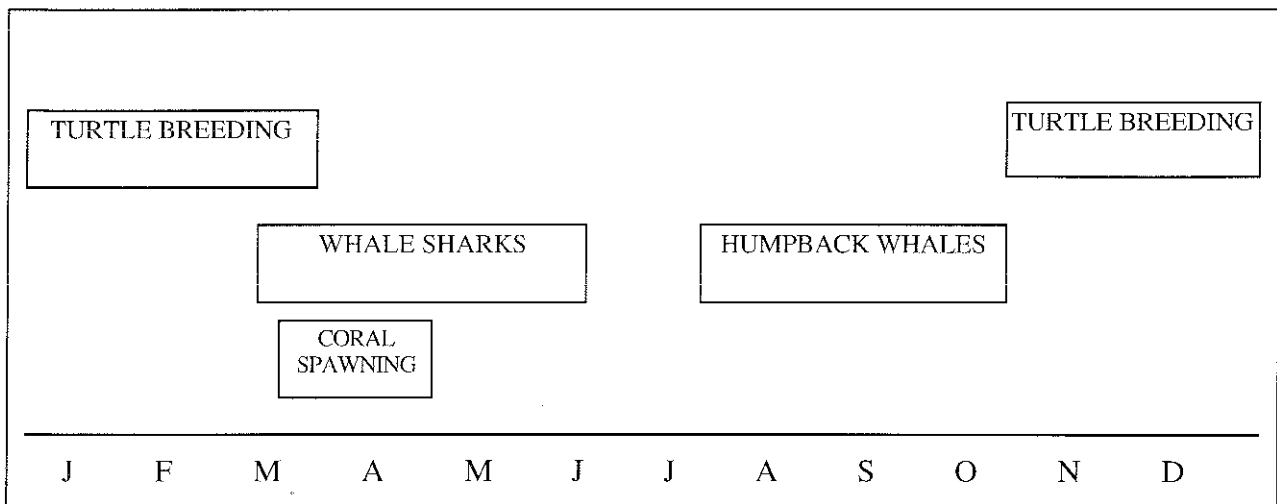 TURTLE BREEDING
TURTLE BREEDING
WHALE SHARKS
HUMPBACK WHALES
CORAL
SPAWNING
J F M A M J J A S O N D